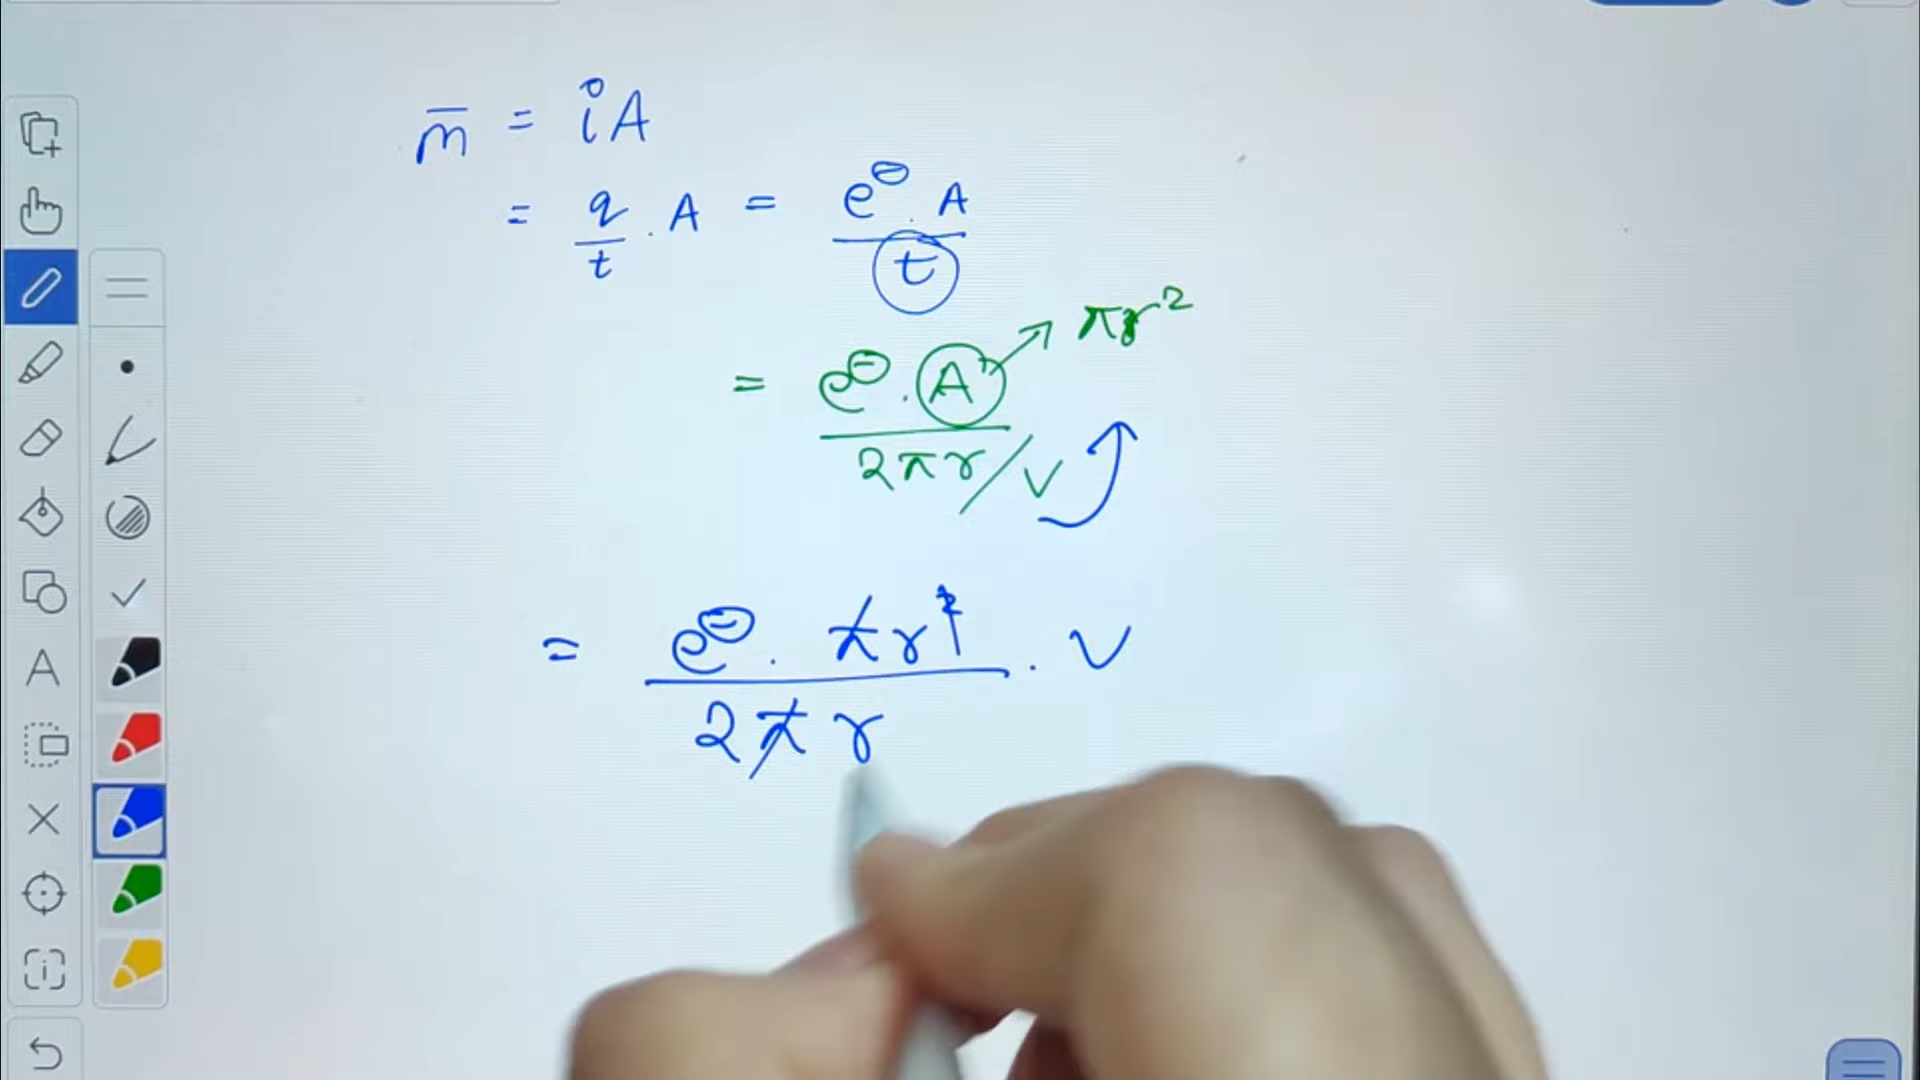 m̅ = iA
= q/t . A = e⊖ . A / t
= e⊖ . A / 2πr/v → πr²
= e⊖ . πr² / 2πr . v
A